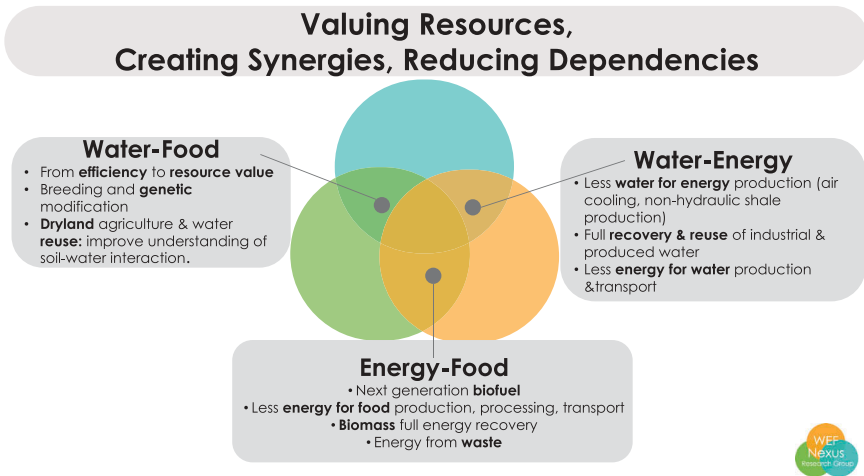 Valuing Resources,
Creating Synergies, Reducing Dependencies
Water-Food
• From efficiency to resource value
• Breeding and genetic
modification
• Dryland agriculture & water
reuse: improve understanding of
soil-water interaction.
Water-Energy
• Less water for energy production (air
cooling, non-hydraulic shale
production)
• Full recovery & reuse of industrial &
produced water
• Less energy for water production
&transport
Energy-Food
• Next generation biofuel
• Less energy for food production, processing, transport
• Biomass full energy recovery
• Energy from waste
WEF
Nexus
Research Group